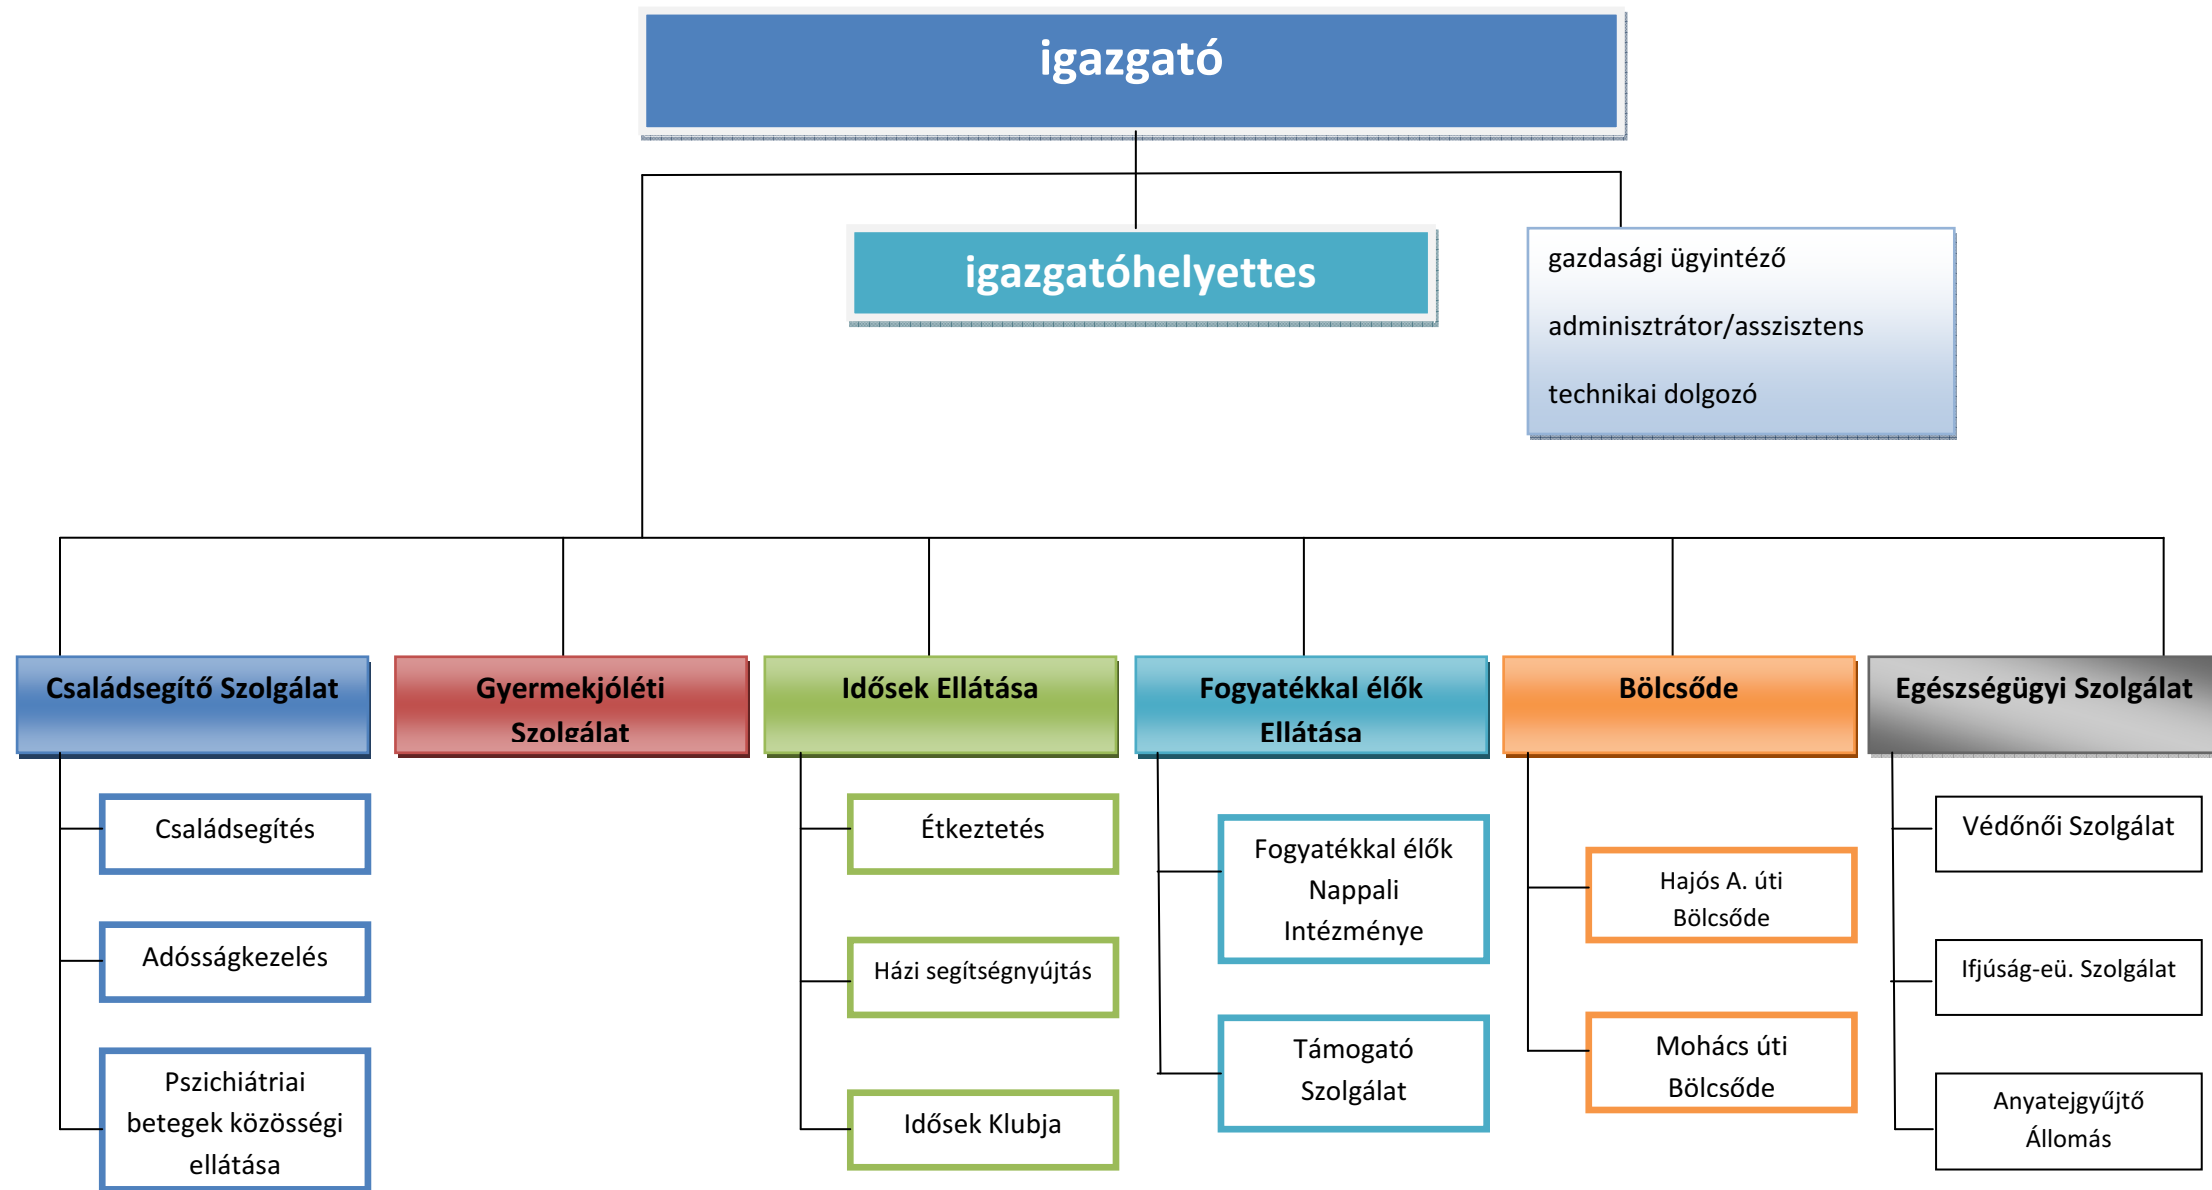 igazgató
igazgatóhelyettes
gazdasági ügyintéző
adminisztrátor/asszisztens
technikai dolgozó
Családsegítő Szolgálat
Gyermekjóléti
Szolgálat
Idősek Ellátása
Fogyatékkal élők
Ellátása
Bölcsőde
Egészségügyi Szolgálat
Családsegítés
Adósságkezelés
Pszichiátriai
betegek közösségi
ellátása
Étkeztetés
Házi segítségnyújtás
Idősek Klubja
Fogyatékkal élők
Nappali
Intézménye
Támogató
Szolgálat
Hajós A. úti
Bölcsőde
Mohács úti
Bölcsőde
Védőnői Szolgálat
Ifjúság-eü. Szolgálat
Anyatejgyűjtő
Állomás